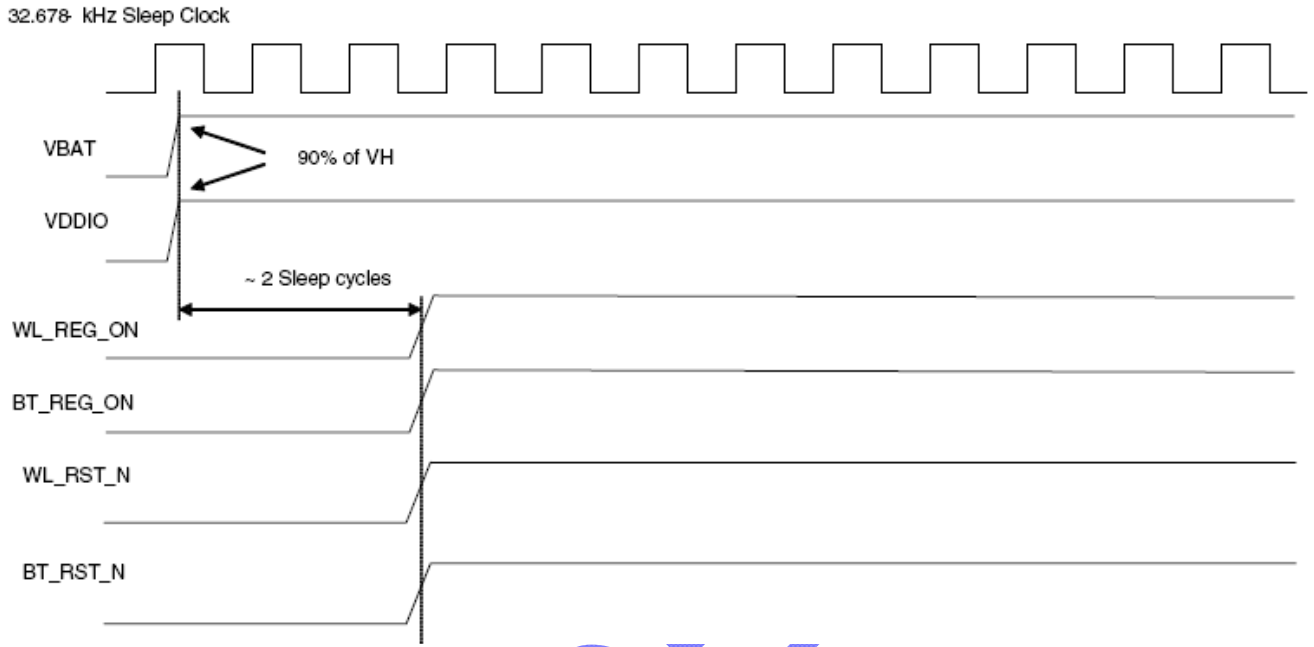 32.678- kHz Sleep Clock
VBAT
90% of VH
VDDIO
~ 2 Sleep cycles
WL_REG_ON
BT_REG_ON
WL_RST_N
BT_RST_N